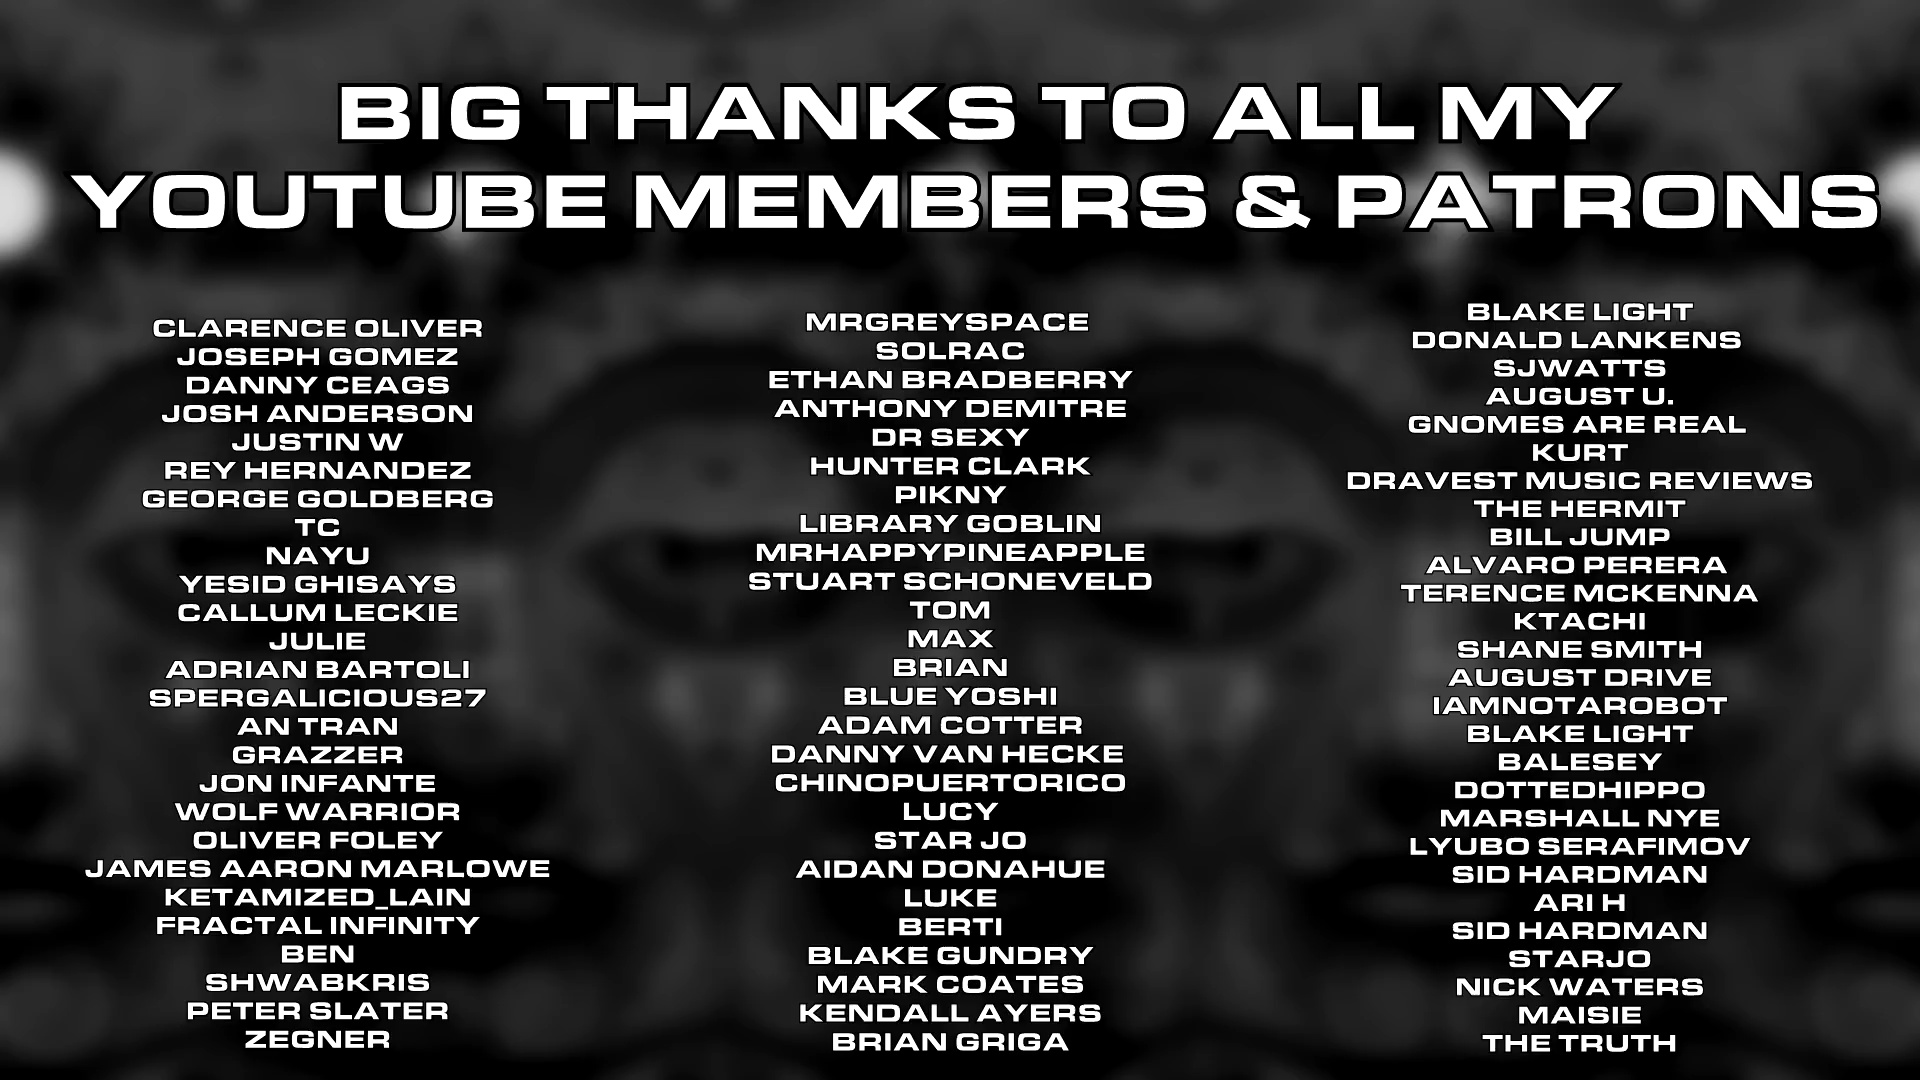 BIG THANKS TO ALL MY
YOUTUBE MEMBERS & PATRONS
CLARENCE OLIVER
JOSEPH GOMEZ
DANNY CEAGS
JOSH ANDERSON
JUSTIN W
REY HERNANDEZ
GEORGE GOLDBERG
TC
NAYU
YESID GHISAYS
CALLUM LECKIE
JULIE
ADRIAN BARTOLI
SPERGALICIOUS27
AN TRAN
GRAZZER
JON INFANTE
WOLF WARRIOR
OLIVER FOLEY
JAMES AARON MARLOWE
KETAMIZED_LAIN
FRACTAL INFINITY
BEN
SHWABKRIS
PETER SLATER
ZEGNER
MRGREYSPACE
SOLRAC
ETHAN BRADBERRY
ANTHONY DEMITRE
DR SEXY
HUNTER CLARK
PIKNY
LIBRARY GOBLIN
MRHAPPYPINEAPPLE
STUART SCHONEVELD
TOM
MAX
BRIAN
BLUE YOSHI
ADAM COTTER
DANNY VAN HECKE
CHINOPUERTORICO
LUCY
STAR JO
AIDAN DONAHUE
LUKE
BERTI
BLAKE GUNDRY
MARK COATES
KENDALL AYERS
BRIAN GRIGA
BLAKE LIGHT
DONALD LANKENS
SJWATTS
AUGUST U.
GNOMES ARE REAL
KURT
DRAVEST MUSIC REVIEWS
THE HERMIT
BILL JUMP
ALVARO PERERA
TERENCE MCKENNA
KTACHI
SHANE SMITH
AUGUST DRIVE
IAMNOTAROBOT
BLAKE LIGHT
BALESEY
DOTTEDHIPPO
MARSHALL NYE
LYUBO SERAFIMOV
SID HARDMAN
ARI H
SID HARDMAN
STARJO
NICK WATERS
MAISIE
THE TRUTH